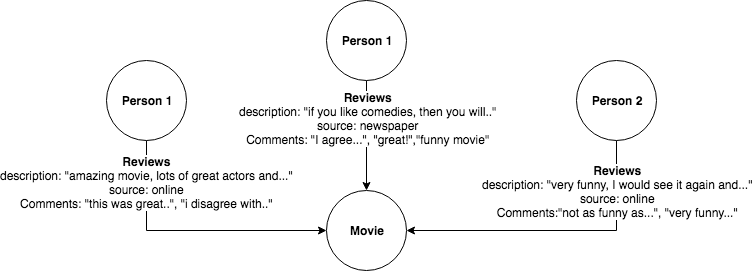 Person 1
Reviews
description: "if you like comedies, then you will.."
source: newspaper
Comments: "I agree...", "great!","funny movie"
Person 1
Reviews
description: "amazing movie, lots of great actors and..."
source: online
Comments: "this was great..", "i disagree with.."
Person 2
Reviews
description: "very funny, I would see it again and..."
source: online
Comments:"not as funny as...", "very funny..."
Movie